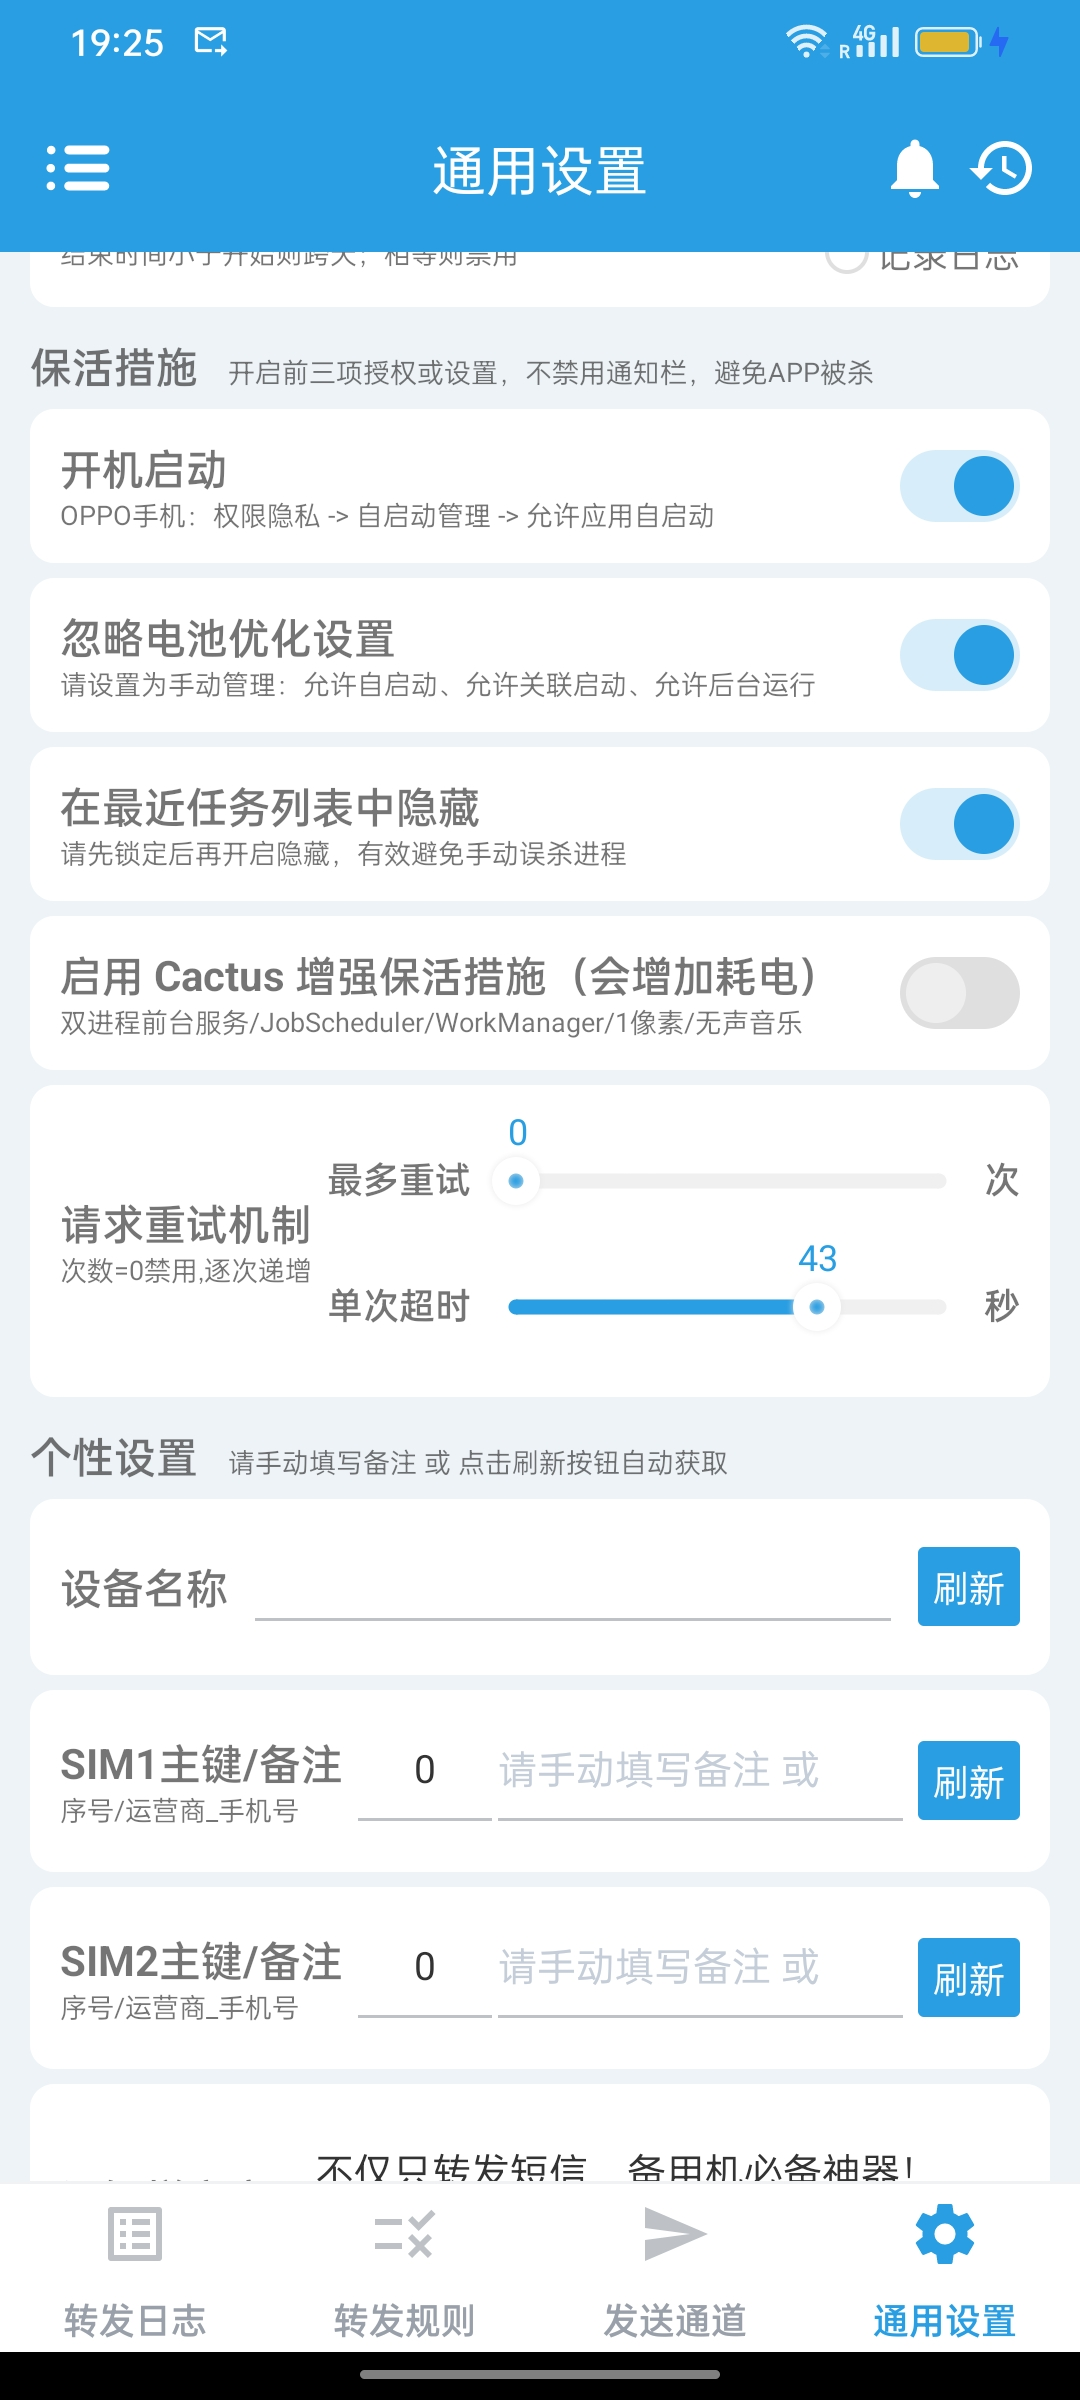 19:25
4G
R
通用设置
结束时间小于开始则跨天；相等则禁用
记录日志
保活措施 开启前三项授权或设置，不禁用通知栏，避免APP被杀
开机启动
OPPO手机：权限隐私 -> 自启动管理 -> 允许应用自启动
忽略电池优化设置
请设置为手动管理：允许自启动、允许关联启动、允许后台运行
在最近任务列表中隐藏
请先锁定后再开启隐藏，有效避免手动误杀进程
启用 Cactus 增强保活措施（会增加耗电）
双进程前台服务/JobScheduler/WorkManager/1像素/无声音乐
0
最多重试 次
请求重试机制
次数=0禁用,逐次递增
43
单次超时 秒
个性设置 请手动填写备注 或 点击刷新按钮自动获取
设备名称 刷新
SIM1主键/备注 0 请手动填写备注 或 刷新
序号/运营商_手机号
SIM2主键/备注 0 请手动填写备注 或 刷新
序号/运营商_手机号
不仅只转发短信，备用机必备神器！
转发日志 转发规则 发送通道 通用设置